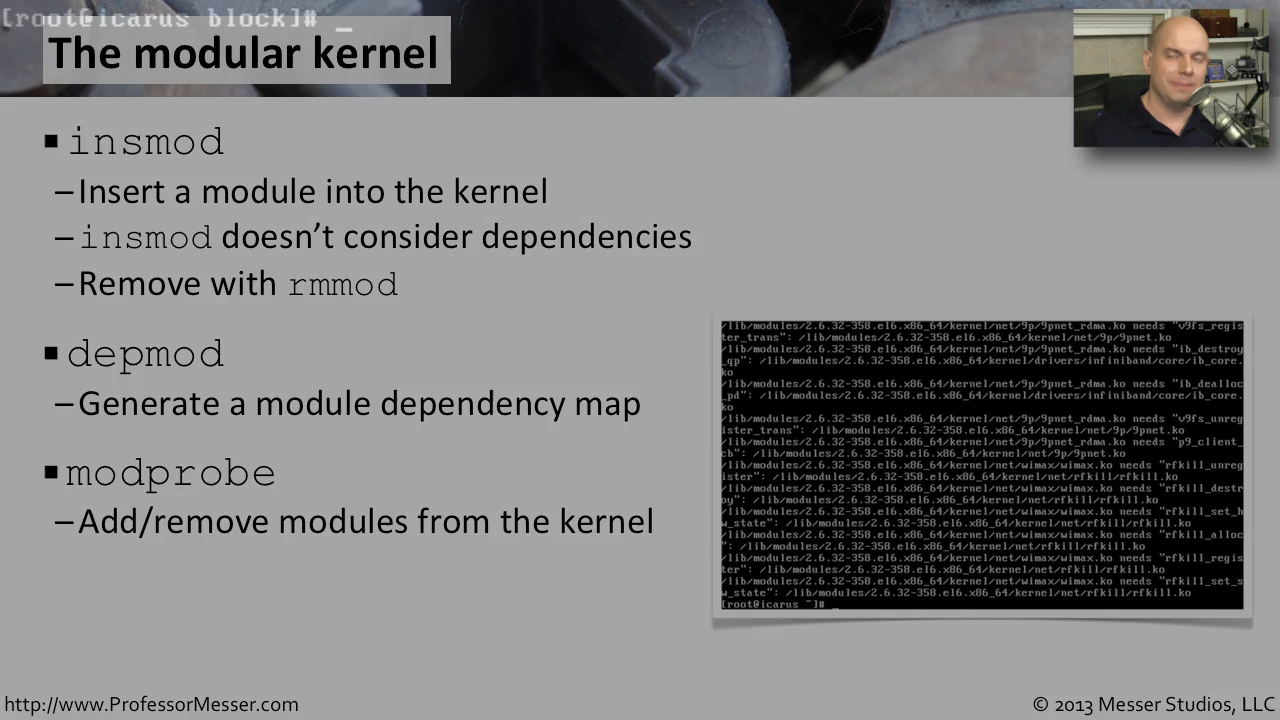 [root@icarus block]# _
The modular kernel
▪ insmod
– Insert a module into the kernel
– insmod doesn’t consider dependencies
– Remove with rmmod
▪ depmod
– Generate a module dependency map
▪ modprobe
– Add/remove modules from the kernel
/lib/modules/2.6.32-358.el6.x86_64/kernel/net/9p/9pnet_rdma.ko needs "v9fs_regis
ter_trans": /lib/modules/2.6.32-358.el6.x86_64/kernel/net/9p/9pnet.ko
/lib/modules/2.6.32-358.el6.x86_64/kernel/net/9p/9pnet_rdma.ko needs "ib_destroy
_qp": /lib/modules/2.6.32-358.el6.x86_64/kernel/drivers/infiniband/core/ib_core.
ko
/lib/modules/2.6.32-358.el6.x86_64/kernel/net/9p/9pnet_rdma.ko needs "ib_dealloc
_pd": /lib/modules/2.6.32-358.el6.x86_64/kernel/drivers/infiniband/core/ib_core.
ko
/lib/modules/2.6.32-358.el6.x86_64/kernel/net/9p/9pnet_rdma.ko needs "v9fs_unreg
ister_trans": /lib/modules/2.6.32-358.el6.x86_64/kernel/net/9p/9pnet.ko
/lib/modules/2.6.32-358.el6.x86_64/kernel/net/9p/9pnet_rdma.ko needs "p9_client_
cb": /lib/modules/2.6.32-358.el6.x86_64/kernel/net/9p/9pnet.ko
/lib/modules/2.6.32-358.el6.x86_64/kernel/net/wimax/wimax.ko needs "rfkill_unreg
ister": /lib/modules/2.6.32-358.el6.x86_64/kernel/net/rfkill/rfkill.ko
/lib/modules/2.6.32-358.el6.x86_64/kernel/net/wimax/wimax.ko needs "rfkill_destr
oy": /lib/modules/2.6.32-358.el6.x86_64/kernel/net/rfkill/rfkill.ko
/lib/modules/2.6.32-358.el6.x86_64/kernel/net/wimax/wimax.ko needs "rfkill_set_h
w_state": /lib/modules/2.6.32-358.el6.x86_64/kernel/net/rfkill/rfkill.ko
/lib/modules/2.6.32-358.el6.x86_64/kernel/net/wimax/wimax.ko needs "rfkill_alloc
": /lib/modules/2.6.32-358.el6.x86_64/kernel/net/rfkill/rfkill.ko
/lib/modules/2.6.32-358.el6.x86_64/kernel/net/wimax/wimax.ko needs "rfkill_regis
ter": /lib/modules/2.6.32-358.el6.x86_64/kernel/net/rfkill/rfkill.ko
/lib/modules/2.6.32-358.el6.x86_64/kernel/net/wimax/wimax.ko needs "rfkill_set_s
w_state": /lib/modules/2.6.32-358.el6.x86_64/kernel/net/rfkill/rfkill.ko
[root@icarus ~]# _
http://www.ProfessorMesser.com
© 2013 Messer Studios, LLC